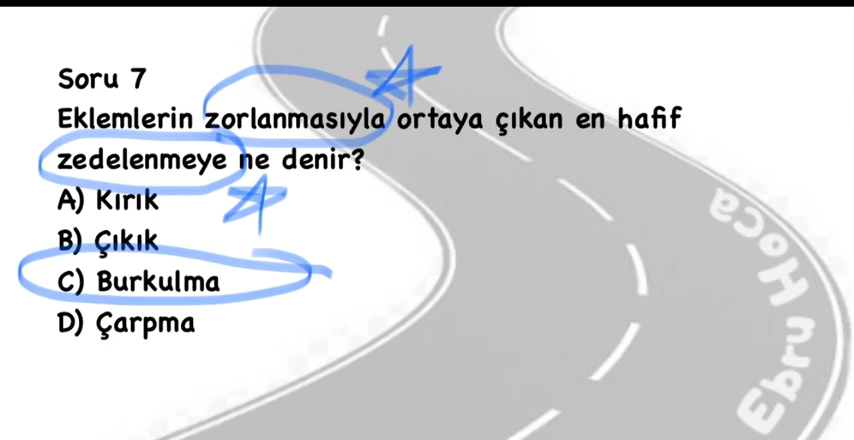 Soru 7
Eklemlerin zorlanmasıyla ortaya çıkan en hafif
zedelenmeye ne denir?
A) Kırık
B) Çıkık
C) Burkulma
D) Çarpma
Ebru Hoca